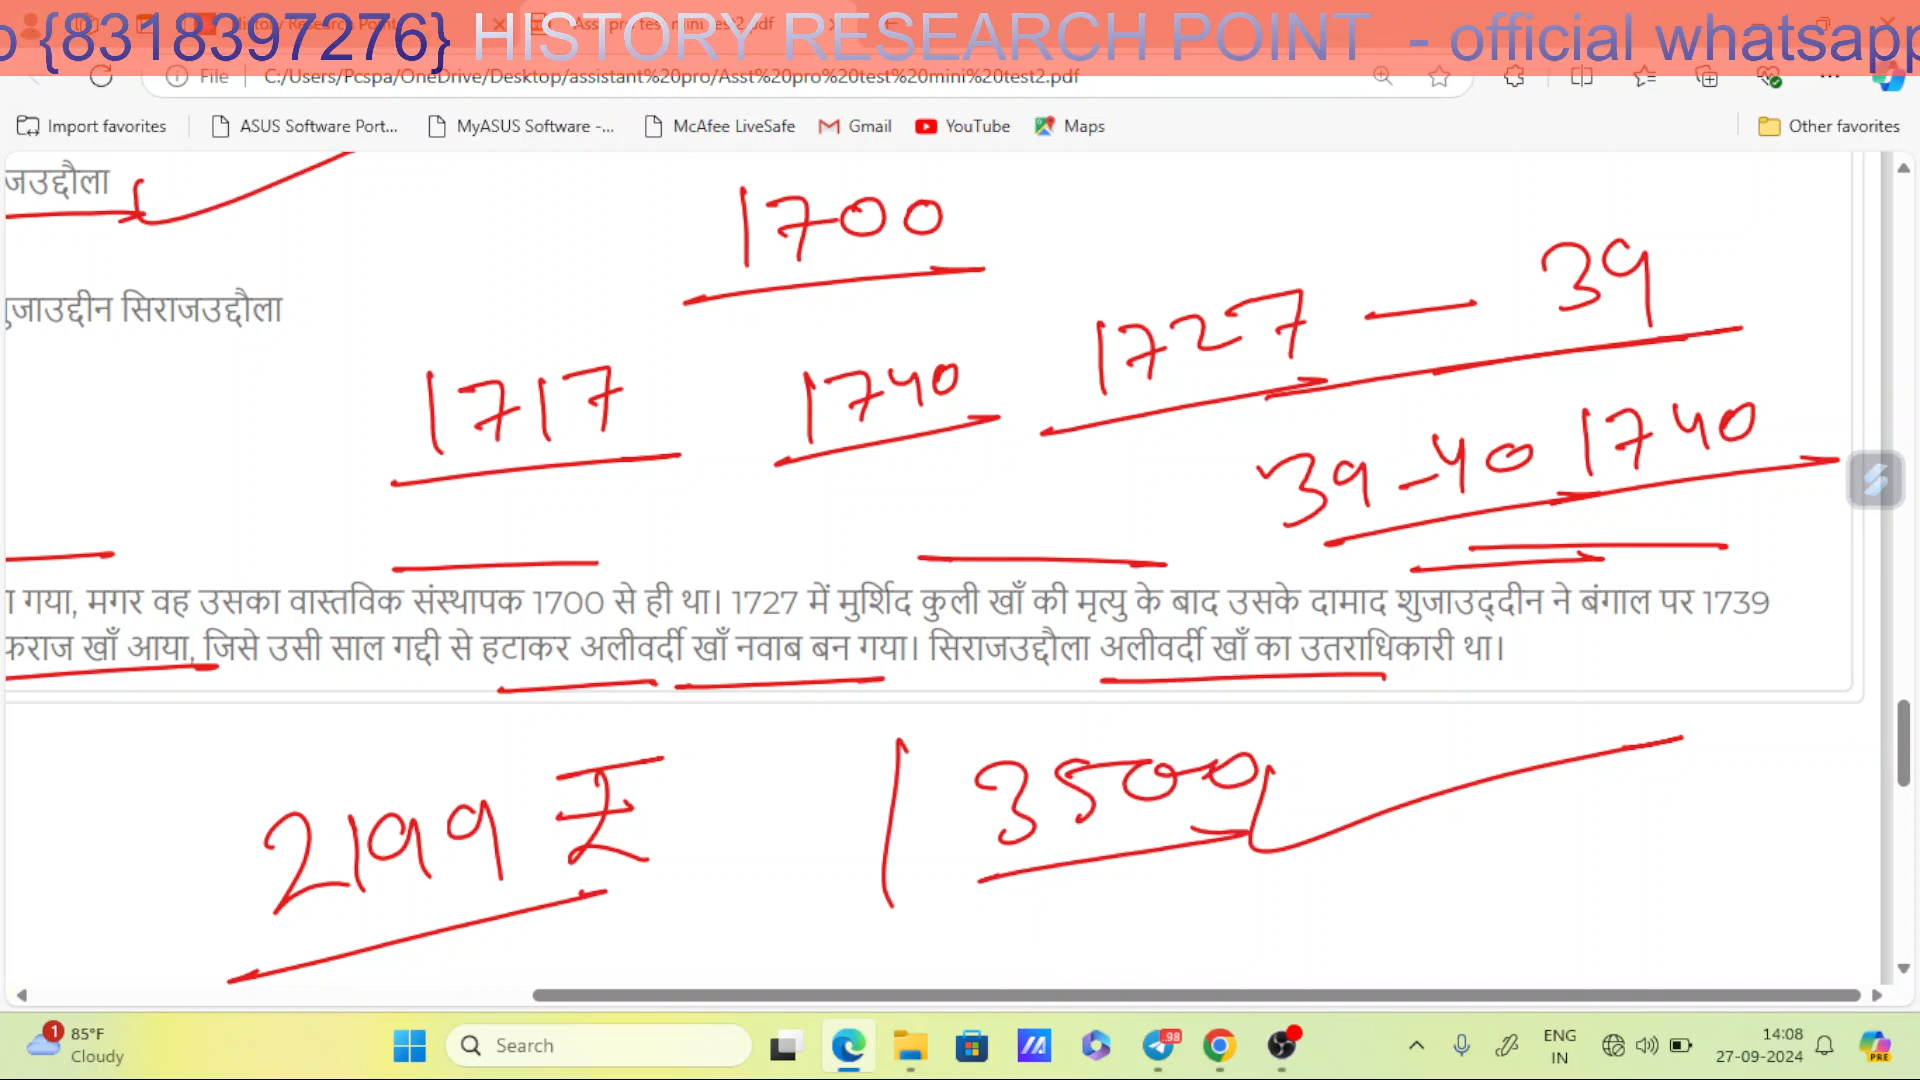 {8318397276} HISTORY RESEARCH POINT - official whatsapp
File C:/Users/Pcspa/OneDrive/Desktop/assistant%20pro/Asst%20pro%20test%20mini%20test2.pdf
Import favorites ASUS Software Port... MyASUS Software -... McAfee LiveSafe Gmail YouTube Maps Other favorites
जउद्दौला
1700
1727 — 39
शुजाउद्दीन सिराजउद्दौला
1717 1740
39-40 1740
गया, मगर वह उसका वास्तविक संस्थापक 1700 से ही था। 1727 में मुर्शिद कुली खाँ की मृत्यु के बाद उसके दामाद शुजाउद्दीन ने बंगाल पर 1739
फराज खाँ आया, जिसे उसी साल गद्दी से हटाकर अलीवर्दी खाँ नवाब बन गया। सिराजउद्दौला अलीवर्दी खाँ का उतराधिकारी था।
2199 ₹ | 3500
1 85°F Search 98 ENG 14:08
Cloudy IN 27-09-2024 PRE